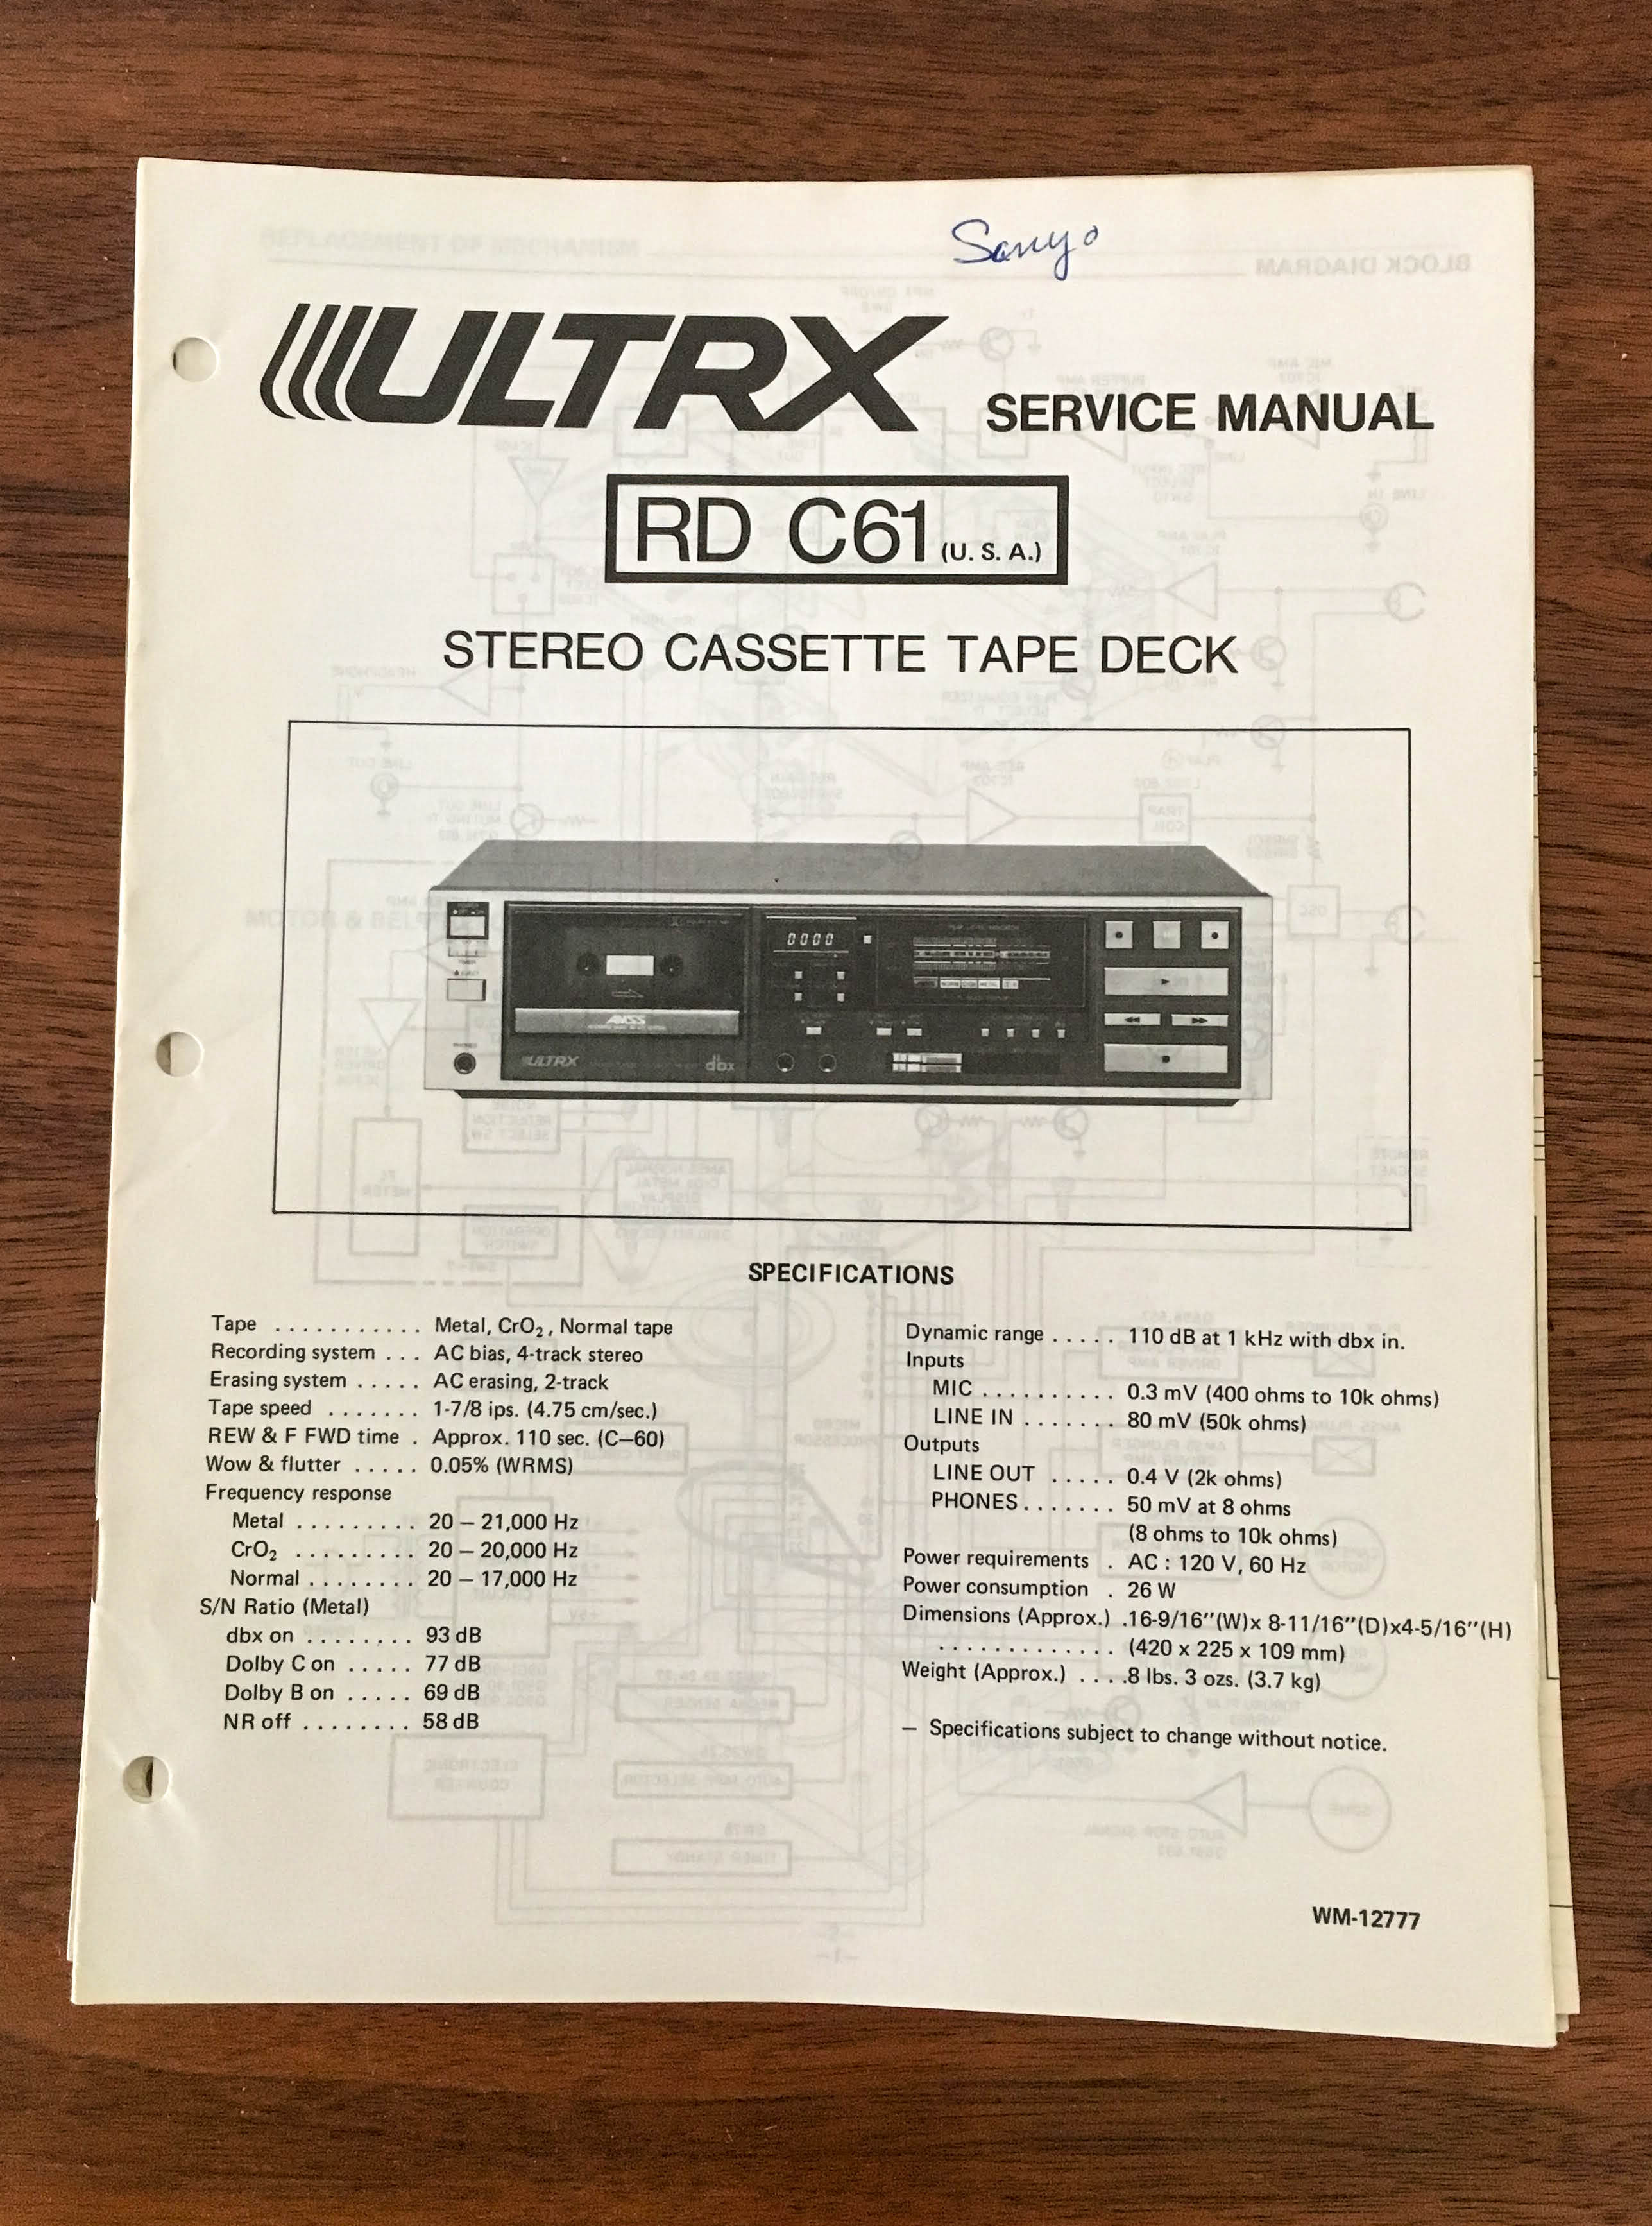 Sanyo
ULTRX SERVICE MANUAL
RD C61 (U. S. A.)
STEREO CASSETTE TAPE DECK
0000
AMSS
PHONES
ULTRX
dbx
SPECIFICATIONS
Tape ........... Metal, CrO₂, Normal tape
Recording system ... AC bias, 4-track stereo
Erasing system ..... AC erasing, 2-track
Tape speed ....... 1-7/8 ips. (4.75 cm/sec.)
REW & F FWD time . Approx. 110 sec. (C–60)
Wow & flutter ..... 0.05% (WRMS)
Frequency response
Metal ......... 20 – 21,000 Hz
CrO₂ ......... 20 – 20,000 Hz
Normal ........ 20 – 17,000 Hz
S/N Ratio (Metal)
dbx on ........ 93 dB
Dolby C on ..... 77 dB
Dolby B on ..... 69 dB
NR off ........ 58 dB
Dynamic range ..... 110 dB at 1 kHz with dbx in.
Inputs
MIC .......... 0.3 mV (400 ohms to 10k ohms)
LINE IN ....... 80 mV (50k ohms)
Outputs
LINE OUT ..... 0.4 V (2k ohms)
PHONES ....... 50 mV at 8 ohms
(8 ohms to 10k ohms)
Power requirements . AC : 120 V, 60 Hz
Power consumption . 26 W
Dimensions (Approx.) .16-9/16"(W)x 8-11/16"(D)x4-5/16"(H)
............. (420 x 225 x 109 mm)
Weight (Approx.) ....8 lbs. 3 ozs. (3.7 kg)
– Specifications subject to change without notice.
WM-12777